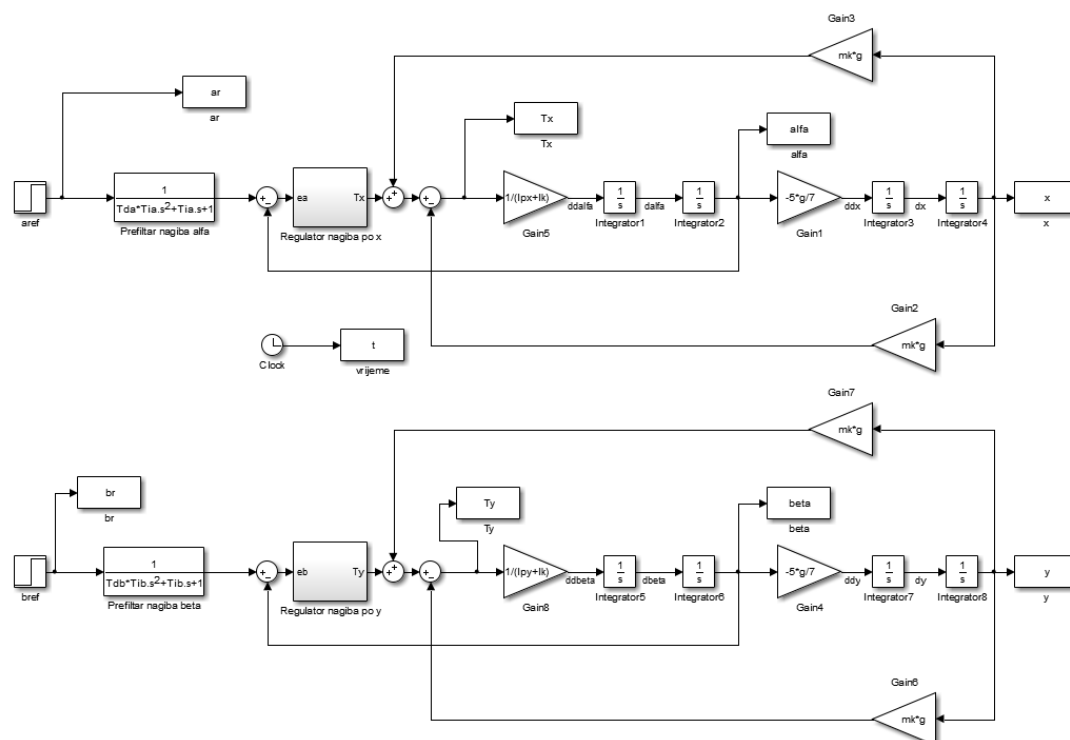 Gain3
mk*g
ar
ar
Tx
Tx
alfa
alfa
aref
1
Tda*Tia.s²+Tia.s+1
Prefiltar nagiba alfa
+
−
ea
Tx
Regulator nagiba po x
+
+
+
−
1/(Ipx+Ik)
Gain5
ddalfa
1
s
Integrator1
dalfa
1
s
Integrator2
-5*g/7
Gain1
ddx
1
s
Integrator3
dx
1
s
Integrator4
x
x
Gain2
mk*g
Clock
t
vrijeme
Gain7
mk*g
br
br
Ty
Ty
beta
beta
bref
1
Tdb*Tib.s²+Tib.s+1
Prefiltar nagiba beta
+
−
eb
Ty
Regulator nagiba po y
+
+
+
−
1/(Ipy+Ik)
Gain8
ddbeta
1
s
Integrator5
dbeta
1
s
Integrator6
-5*g/7
Gain4
ddy
1
s
Integrator7
dy
1
s
Integrator8
y
y
Gain6
mk*g